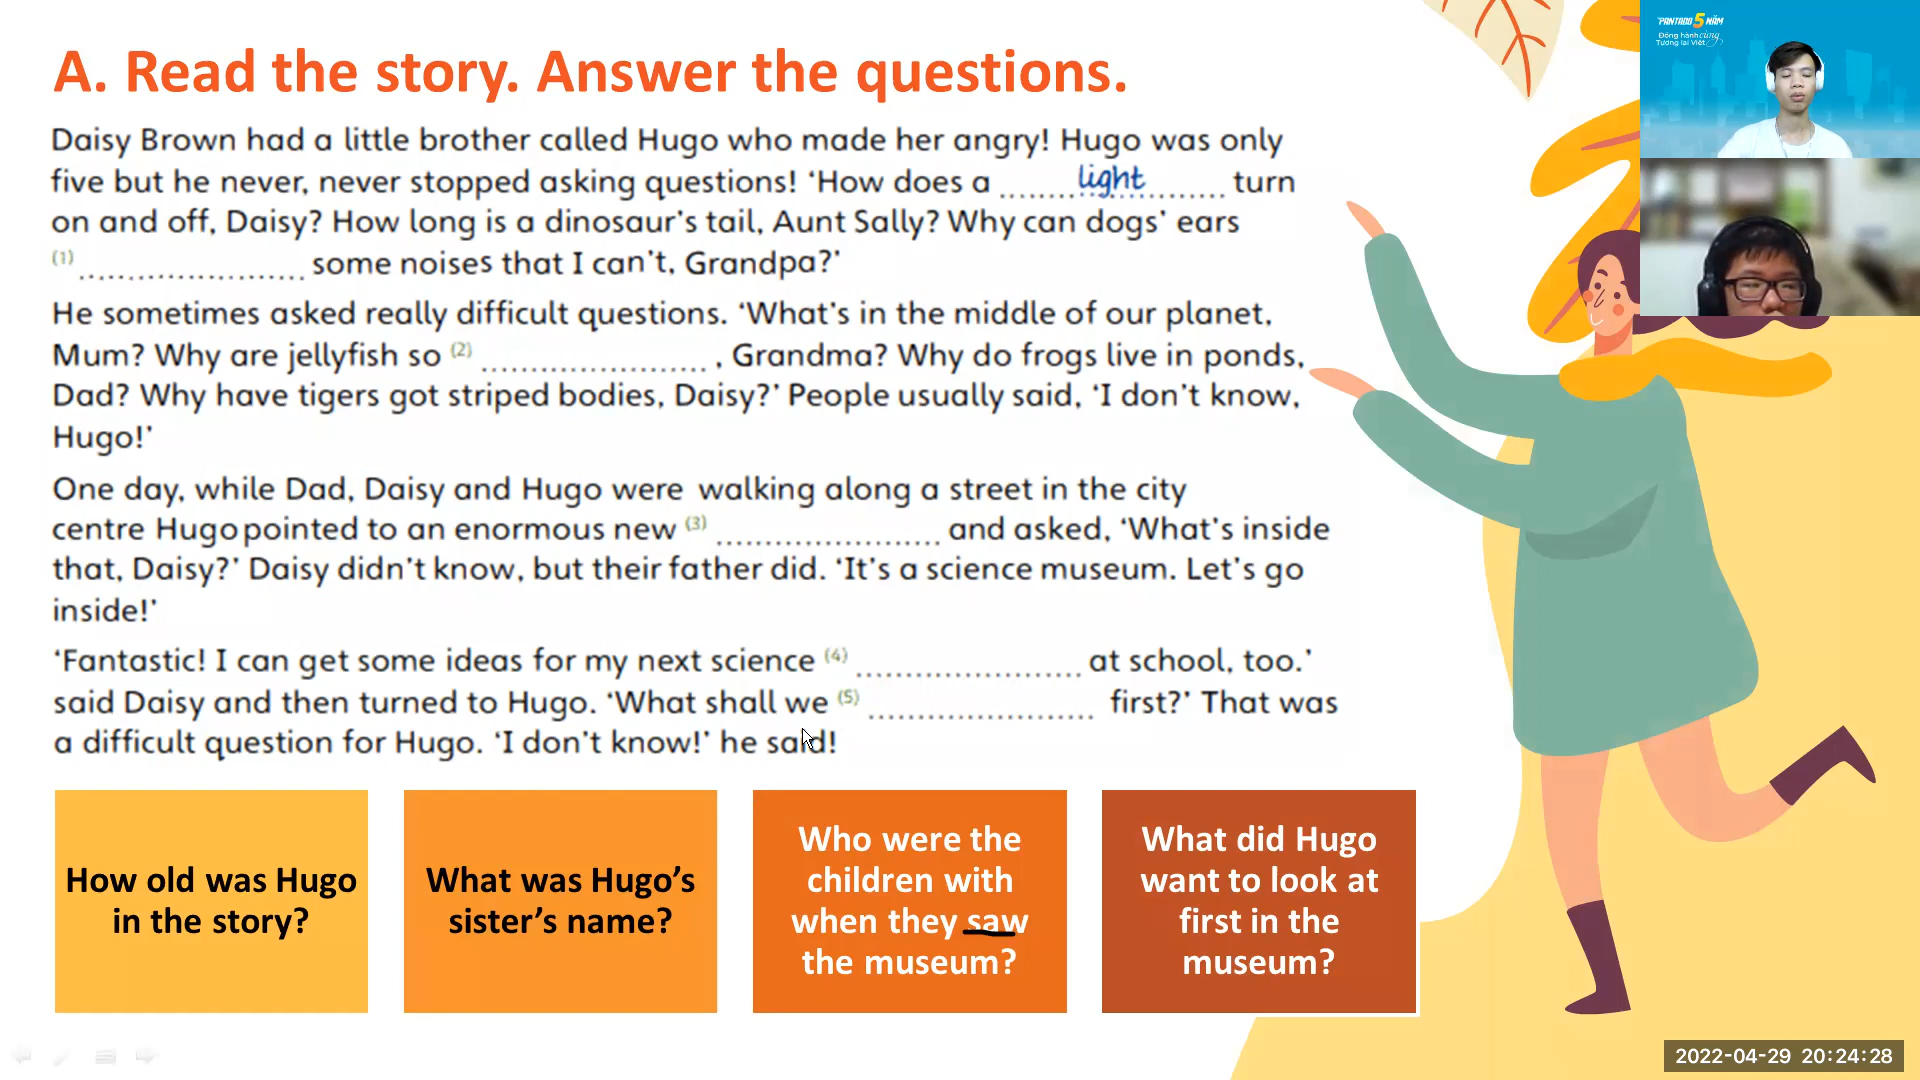 A. Read the story. Answer the questions.
Daisy Brown had a little brother called Hugo who made her angry! Hugo was only
five but he never, never stopped asking questions! ‘How does a ........light........ turn
on and off, Daisy? How long is a dinosaur’s tail, Aunt Sally? Why can dogs’ ears
(1) ........................ some noises that I can’t, Grandpa?’
He sometimes asked really difficult questions. ‘What’s in the middle of our planet,
Mum? Why are jellyfish so (2) ........................ , Grandma? Why do frogs live in ponds,
Dad? Why have tigers got striped bodies, Daisy?’ People usually said, ‘I don’t know,
Hugo!’
One day, while Dad, Daisy and Hugo were walking along a street in the city
centre Hugo pointed to an enormous new (3) ........................ and asked, ‘What’s inside
that, Daisy?’ Daisy didn’t know, but their father did. ‘It’s a science museum. Let’s go
inside!’
‘Fantastic! I can get some ideas for my next science (4) ........................ at school, too.’
said Daisy and then turned to Hugo. ‘What shall we (5) ........................ first?’ That was
a difficult question for Hugo. ‘I don’t know!’ he said!
How old was Hugo
in the story?
What was Hugo’s
sister’s name?
Who were the
children with
when they saw
the museum?
What did Hugo
want to look at
first in the
museum?
PANTADO 5 NĂM
Đồng hành cùng
Tương lai Việt
2022-04-29 20:24:28